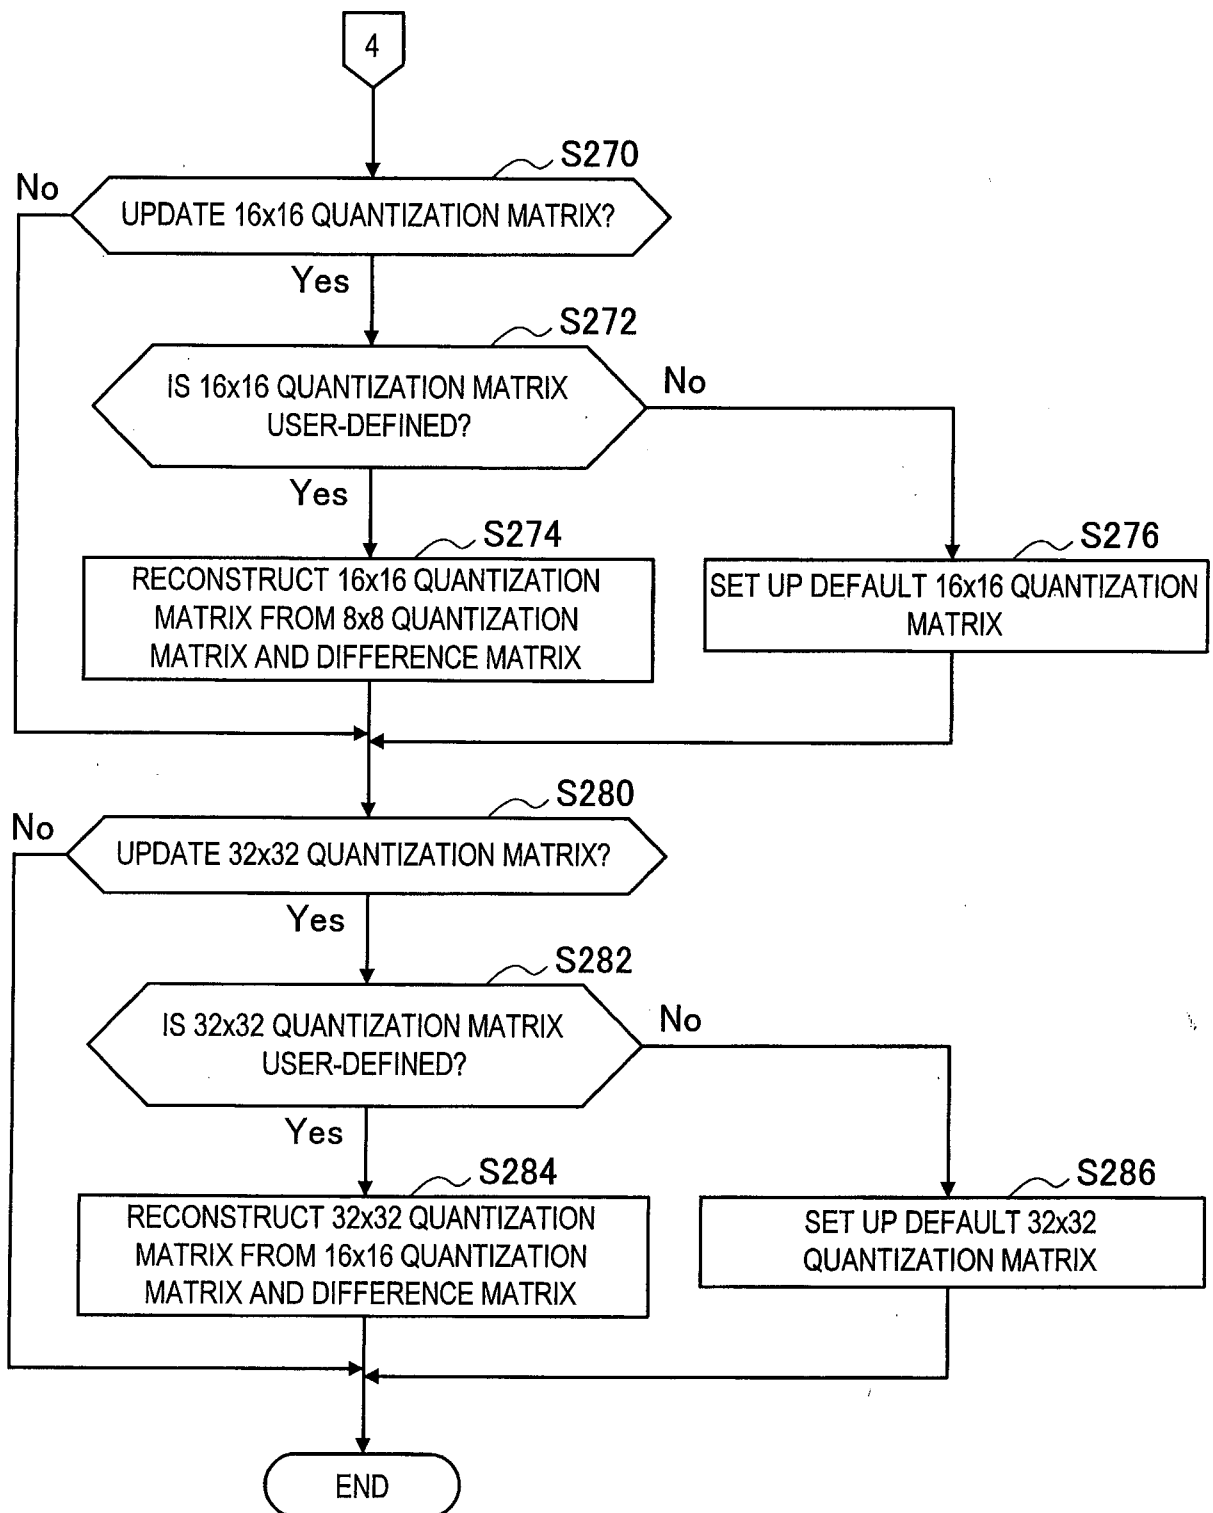 4
S270
No
UPDATE 16x16 QUANTIZATION MATRIX?
Yes
S272
IS 16x16 QUANTIZATION MATRIX
USER-DEFINED?
No
Yes
S274
RECONSTRUCT 16x16 QUANTIZATION
MATRIX FROM 8x8 QUANTIZATION
MATRIX AND DIFFERENCE MATRIX
S276
SET UP DEFAULT 16x16 QUANTIZATION
MATRIX
S280
No
UPDATE 32x32 QUANTIZATION MATRIX?
Yes
S282
IS 32x32 QUANTIZATION MATRIX
USER-DEFINED?
No
Yes
S284
RECONSTRUCT 32x32 QUANTIZATION
MATRIX FROM 16x16 QUANTIZATION
MATRIX AND DIFFERENCE MATRIX
S286
SET UP DEFAULT 32x32
QUANTIZATION MATRIX
END